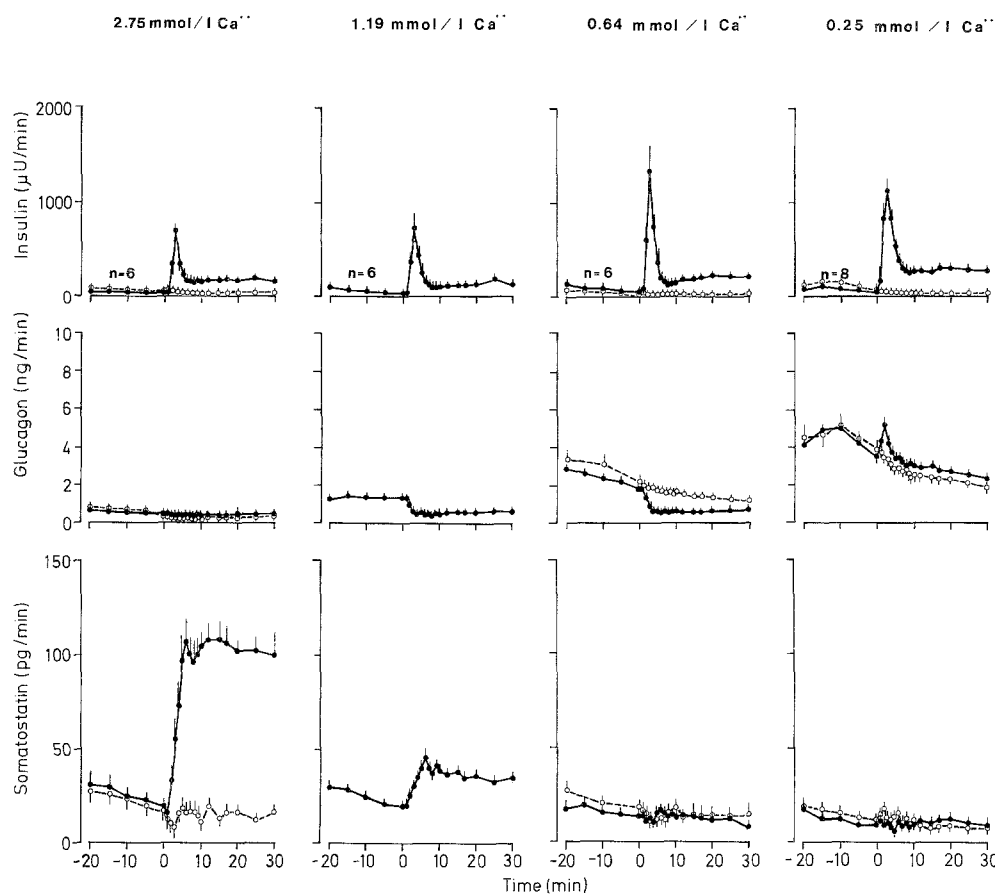 2.75 mmol/l Ca++
1.19 mmol/l Ca++
0.64 mmol/l Ca++
0.25 mmol/l Ca++
Insulin (µU/min)
2000
1000
0
n=6
n=6
n=6
n=8
Glucagon (ng/min)
10
8
6
4
2
0
Somatostatin (pg/min)
150
100
50
0
-20 -10 0 10 20 30
-20 -10 0 10 20 30
-20 -10 0 10 20 30
-20 -10 0 10 20 30
Time (min)